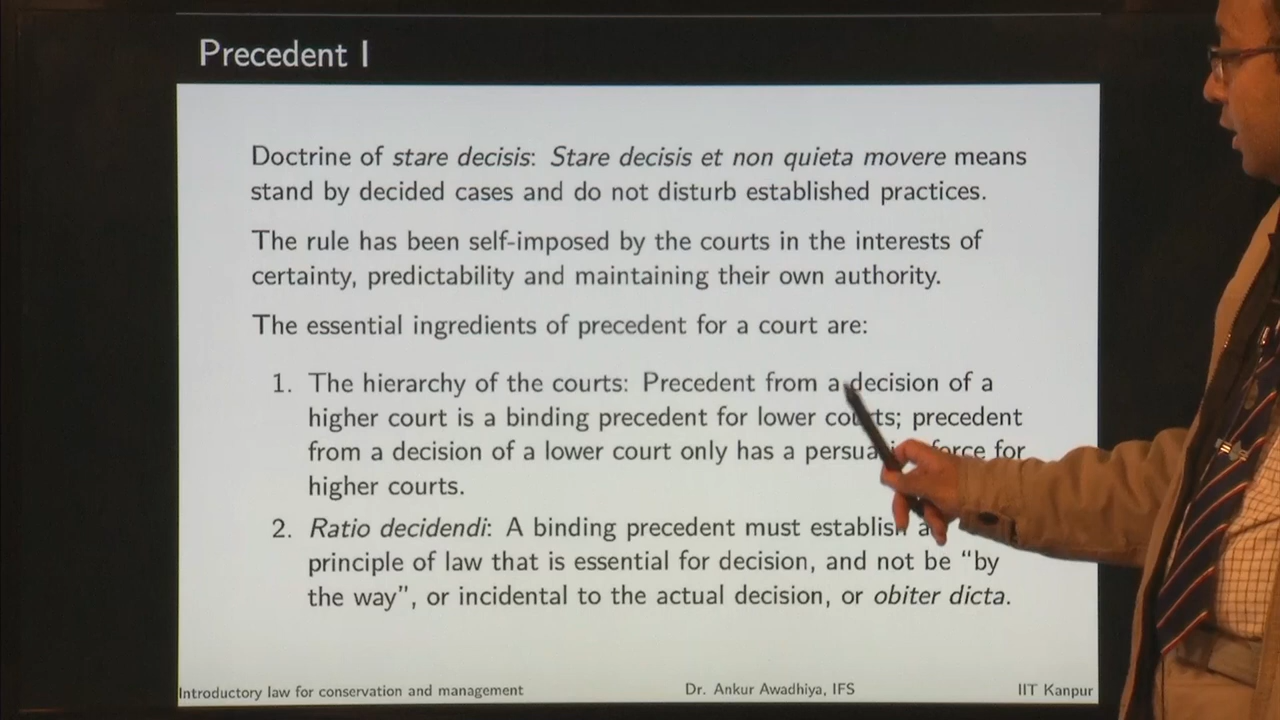 Precedent I
Doctrine of stare decisis: Stare decisis et non quieta movere means
stand by decided cases and do not disturb established practices.
The rule has been self-imposed by the courts in the interests of
certainty, predictability and maintaining their own authority.
The essential ingredients of precedent for a court are:
1. The hierarchy of the courts: Precedent from a decision of a
higher court is a binding precedent for lower courts; precedent
from a decision of a lower court only has a persuasive force for
higher courts.
2. Ratio decidendi: A binding precedent must establish a
principle of law that is essential for decision, and not be “by
the way”, or incidental to the actual decision, or obiter dicta.
Introductory law for conservation and management Dr. Ankur Awadhiya, IFS IIT Kanpur